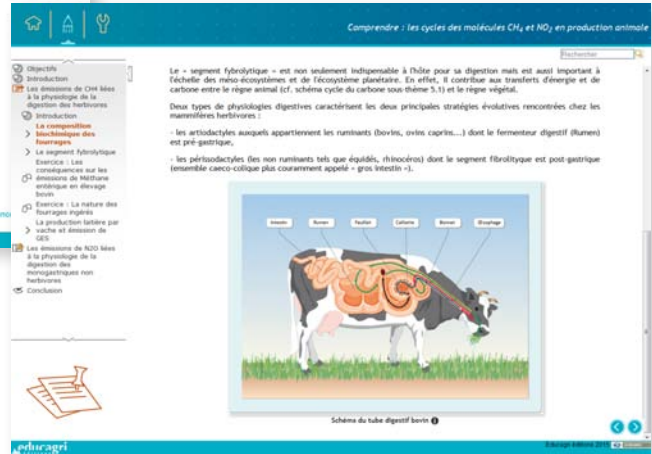 Comprendre : les cycles des molécules CH4 et NO2 en production animale
Rechercher
Objectifs
Introduction
Les émissions de CH4 liées
à la physiologie de la
digestion des herbivores
Introduction
La composition
biochimique des
fourrages
Le segment fybrolytique
Exercice : Les
conséquences sur les
émissions de Méthane
entérique en élevage
bovin
Exercice : La nature des
fourrages ingérés
La production laitière par
vache et émission de
GES
Les émissions de N2O liées
à la physiologie de la
digestion des
monogastriques non
herbivores
Conclusion
Le « segment fybrolytique » est non seulement indispensable à l'hôte pour sa digestion mais est aussi important à
l'échelle des méso-écosystèmes et de l'écosystème planétaire. En effet, il contribue aux transferts d'énergie et de
carbone entre le règne animal (cf. schéma cycle du carbone sous-thème 5.1) et le règne végétal.
Deux types de physiologies digestives caractérisent les deux principales stratégies évolutives rencontrées chez les
mammifères herbivores :
- les artiodactyles auxquels appartiennent les ruminants (bovins, ovins caprins...) dont le fermenteur digestif (Rumen)
est pré-gastrique,
- les périssodactyles (les non ruminants tels que équidés, rhinocéros) dont le segment fibrolityque est post-gastrique
(ensemble caeco-colique plus couramment appelé « gros intestin »).
Intestin Rumen Feuillet Caillette Bonnet Œsophage
Schéma du tube digestif bovin
educagri
Educagri éditions 2015